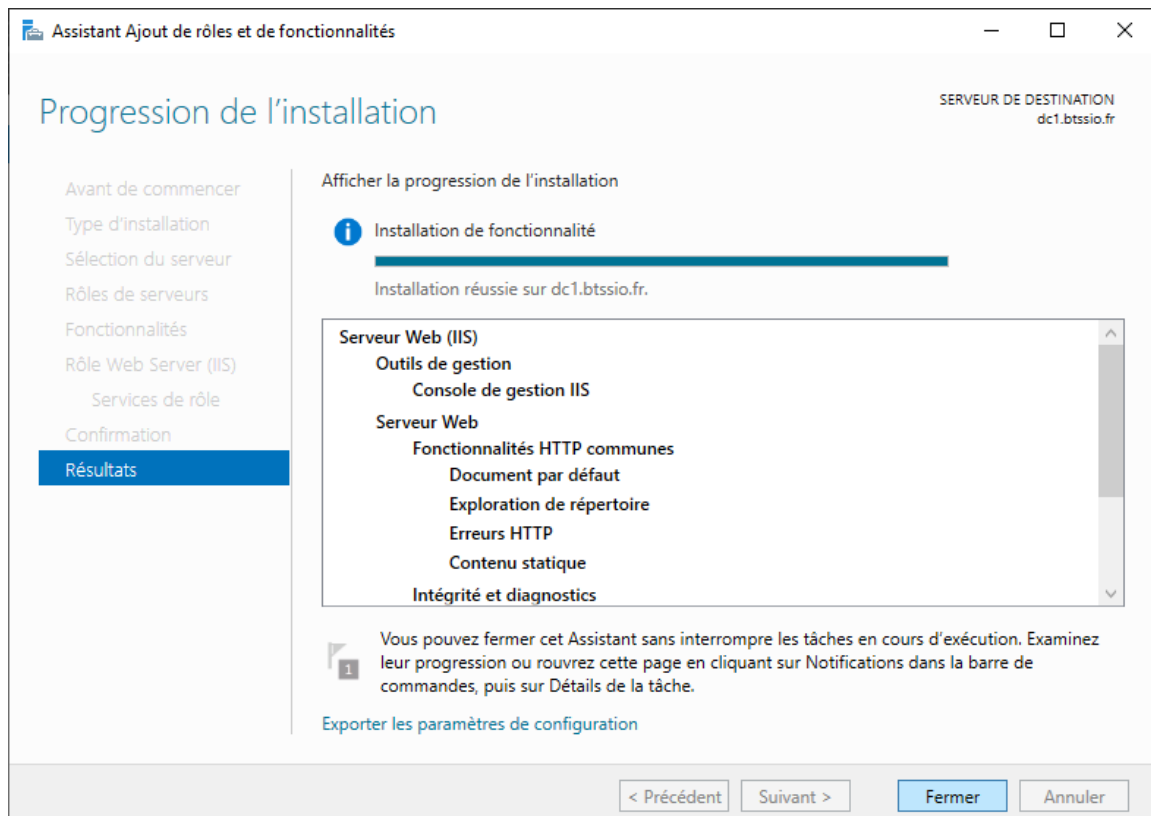 Assistant Ajout de rôles et de fonctionnalités
Progression de l'installation
SERVEUR DE DESTINATION
dc1.btssio.fr
Avant de commencer
Type d'installation
Sélection du serveur
Rôles de serveurs
Fonctionnalités
Rôle Web Server (IIS)
Services de rôle
Confirmation
Résultats
Afficher la progression de l'installation
Installation de fonctionnalité
Installation réussie sur dc1.btssio.fr.
Serveur Web (IIS)
Outils de gestion
Console de gestion IIS
Serveur Web
Fonctionnalités HTTP communes
Document par défaut
Exploration de répertoire
Erreurs HTTP
Contenu statique
Intégrité et diagnostics
1
Vous pouvez fermer cet Assistant sans interrompre les tâches en cours d'exécution. Examinez
leur progression ou rouvrez cette page en cliquant sur Notifications dans la barre de
commandes, puis sur Détails de la tâche.
Exporter les paramètres de configuration
< Précédent
Suivant >
Fermer
Annuler